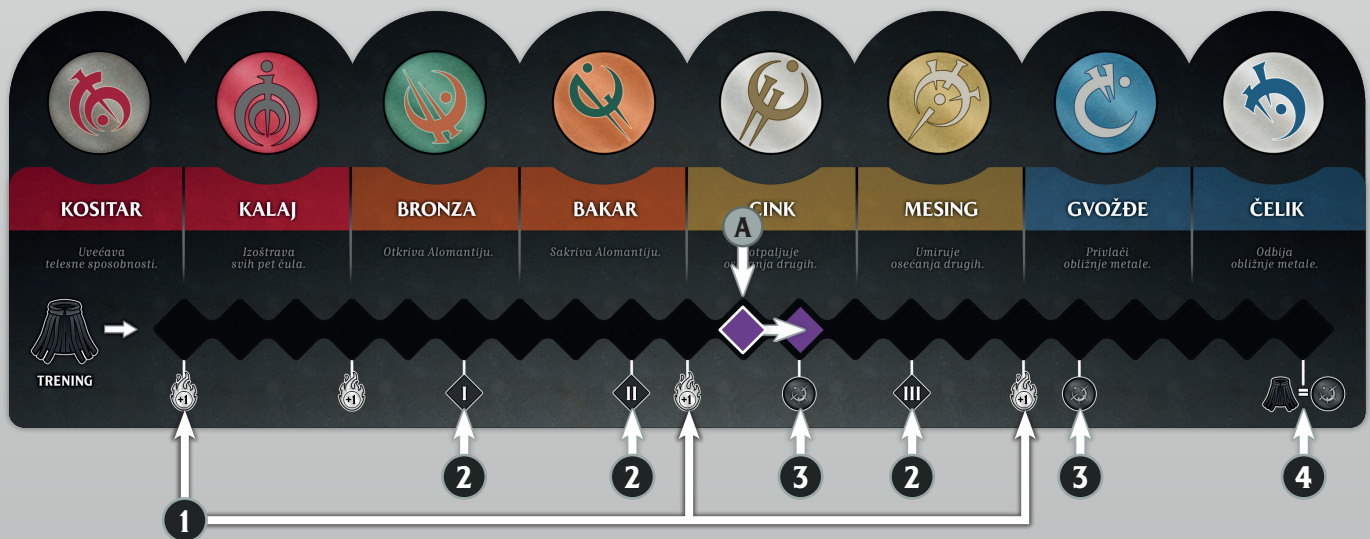 KOSITAR KALAJ BRONZA BAKAR CINK MESING GVOŽĐE ČELIK
A
Uvećava Izoštrava Otkriva Alomantiju. Sakriva Alomantiju. Umiruje Privlači Odbija
telesne sposobnosti. svih pet čula. drugih. osećanja drugih. obližnje metale. obližnje metale.
TRENING
+1 +1 I II +1 III +1 =
2 2 3 2 3 4
1